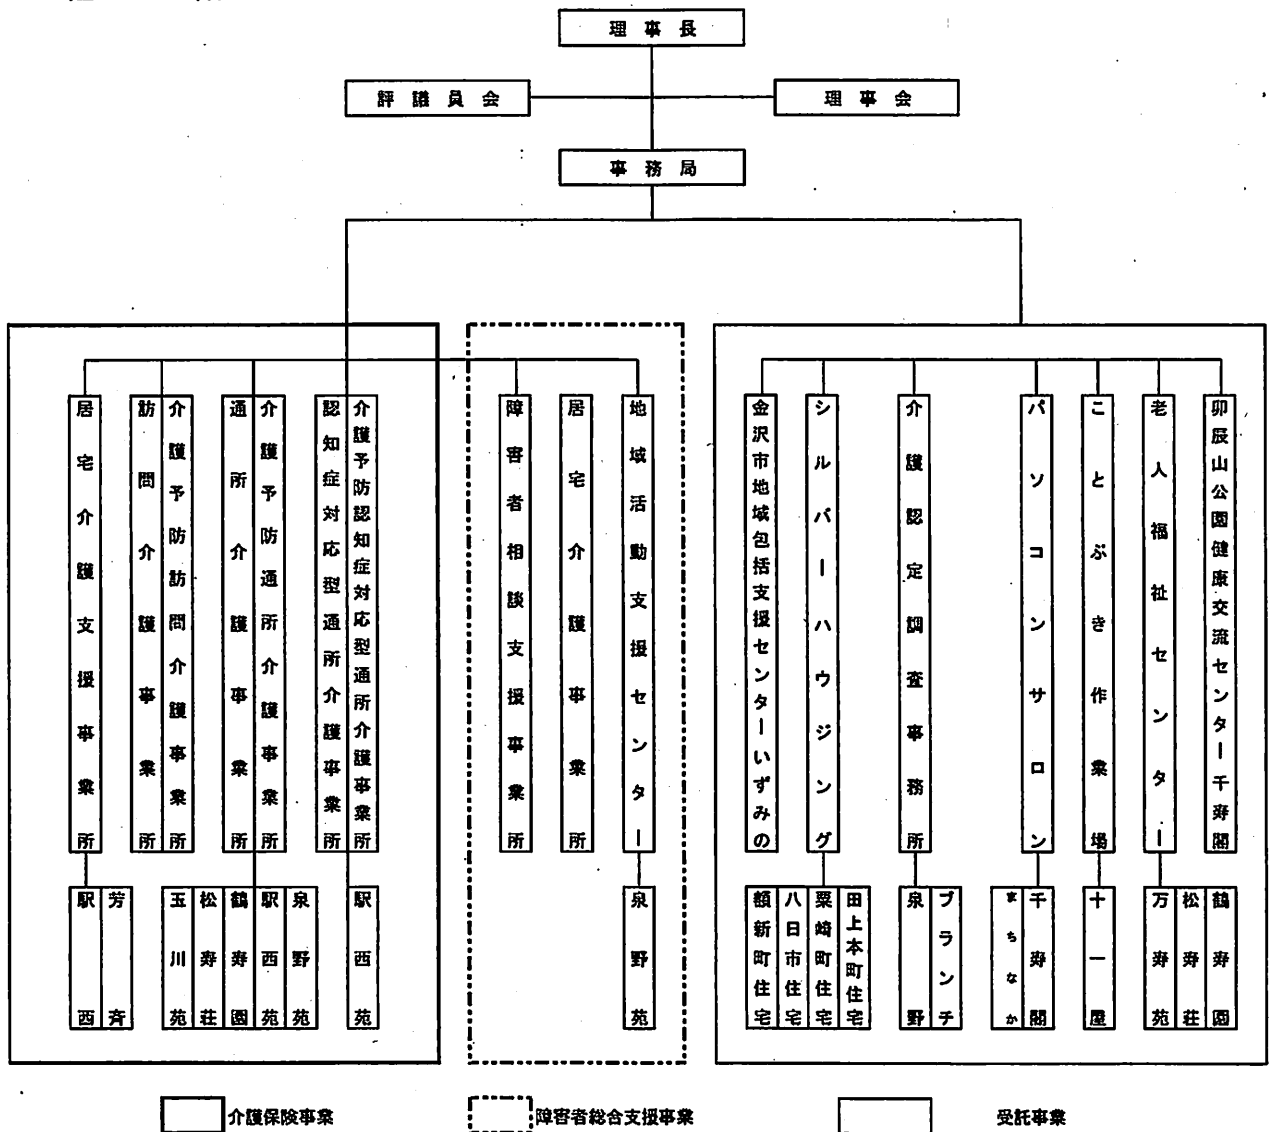 理事長
評議員会
理事会
事務局
居宅介護支援事業所
訪問介護事業所
介護予防訪問介護事業所
通所介護事業所
介護予防通所介護事業所
認知症対応型通所介護事業所
介護予防認知症対応型通所介護事業所
障害者相談支援事業所
居宅介護事業所
地域活動支援センター
金沢市地域包括支援センターいずみの
シルバーハウジング
介護認定調査事務所
パソコンサロン
ことぶき作業場
老人福祉センター
卯辰山公園健康交流センター千寿閣
駅西
芳斉
玉川苑
松寿荘
鶴寿園
駅西苑
泉野苑
駅西苑
泉野苑
額新町住宅
八日市住宅
粟崎町住宅
田上本町住宅
泉野
ブランチ
まちなか
千寿閣
十一屋
万寿苑
松寿荘
鶴寿園
介護保険事業
障害者総合支援事業
受託事業